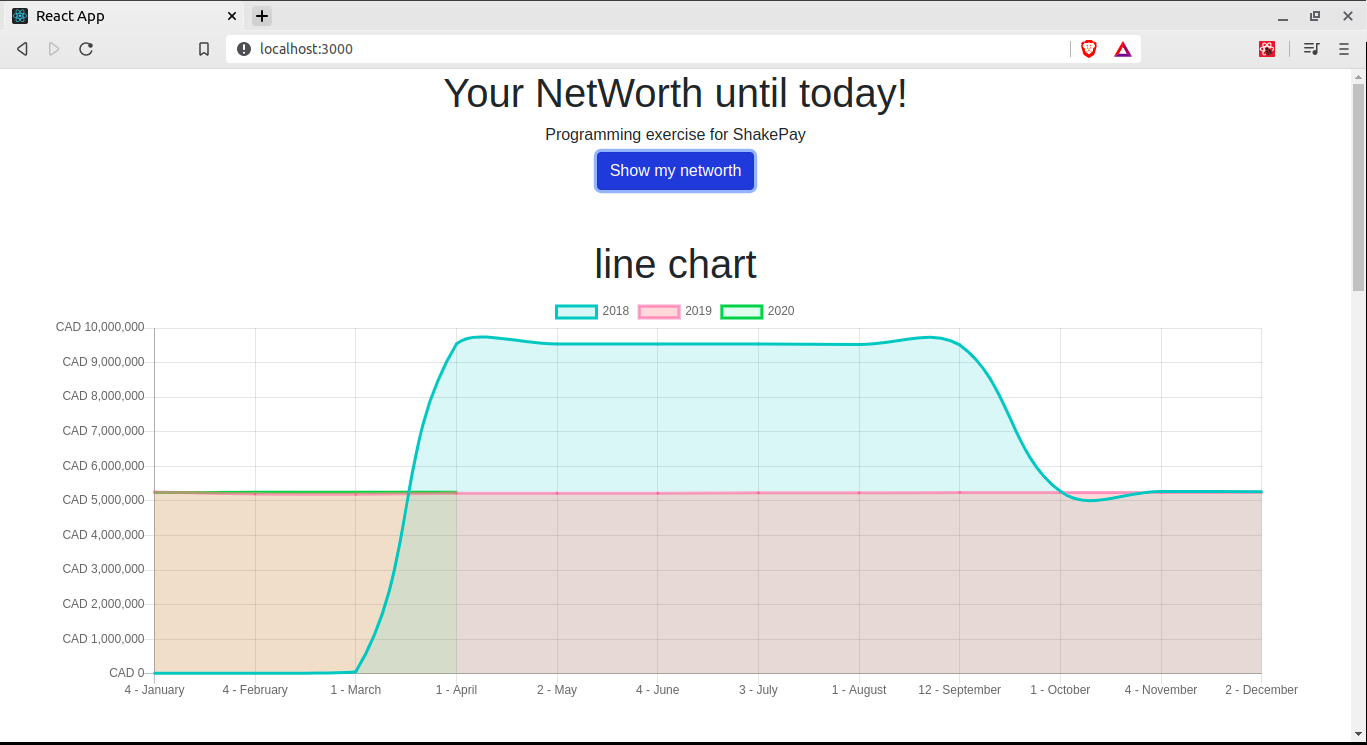 React App
localhost:3000
Your NetWorth until today!
Programming exercise for ShakePay
Show my networth
line chart
2018 2019 2020
CAD 10,000,000
CAD 9,000,000
CAD 8,000,000
CAD 7,000,000
CAD 6,000,000
CAD 5,000,000
CAD 4,000,000
CAD 3,000,000
CAD 2,000,000
CAD 1,000,000
CAD 0
4 - January 4 - February 1 - March 1 - April 2 - May 4 - June 3 - July 1 - August 12 - September 1 - October 4 - November 2 - December